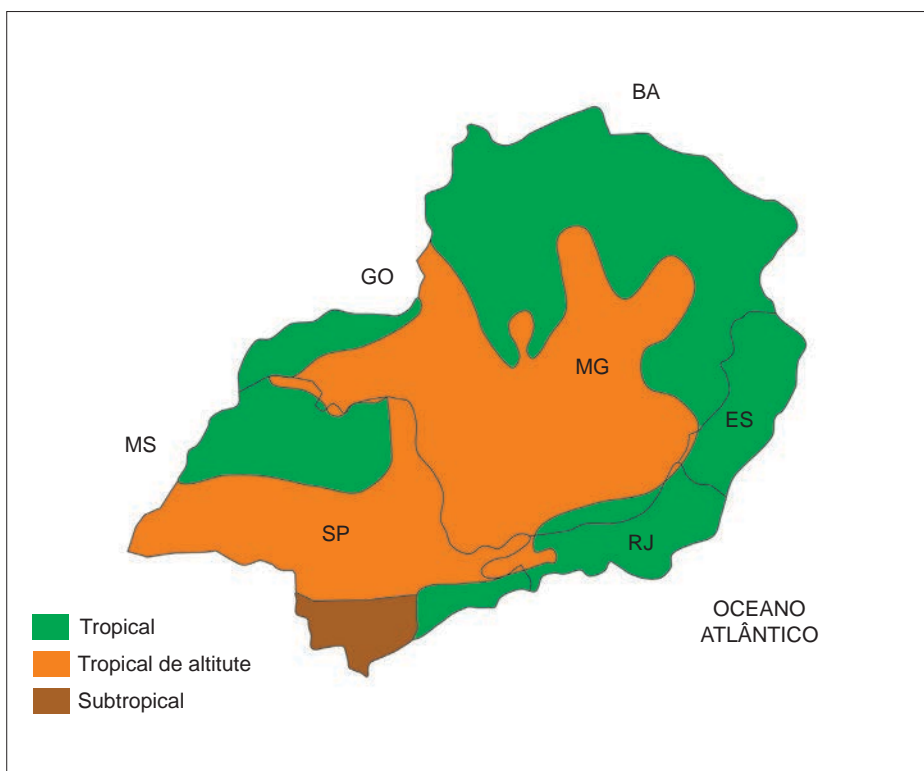 BA
GO
MG
MS
ES
SP
RJ
OCEANO
ATLÂNTICO
Tropical
Tropical de altitute
Subtropical